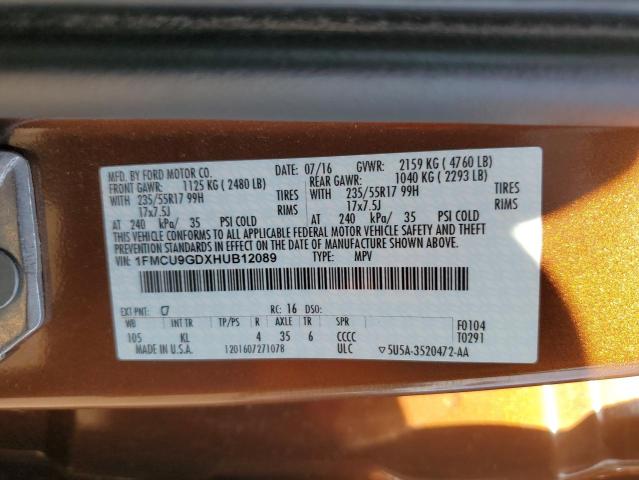 MFD. BY FORD MOTOR CO. DATE: 07/16 GVWR: 2159 KG ( 4760 LB)
FRONT GAWR: 1125 KG ( 2480 LB) REAR GAWR: 1040 KG ( 2293 LB)
WITH 235/55R17 99H TIRES WITH 235/55R17 99H TIRES
17x7.5J RIMS 17x7.5J RIMS
AT 240 kPa/ 35 PSI COLD AT 240 kPa/ 35 PSI COLD
THIS VEHICLE CONFORMS TO ALL APPLICABLE FEDERAL MOTOR VEHICLE SAFETY AND THEFT
PREVENTION STANDARDS IN EFFECT ON THE DATE OF MANUFACTURE SHOWN ABOVE.
VIN: 1FMCU9GDXHUB12089 TYPE: MPV
EXT PNT: RC: 16 DSO:
WB INT TR TP/PS R AXLE TR SPR F0104
105 KL 4 35 6 CCCC T0291
MADE IN U.S.A. 1201607271078 ULC 5U5A-3520472-AA